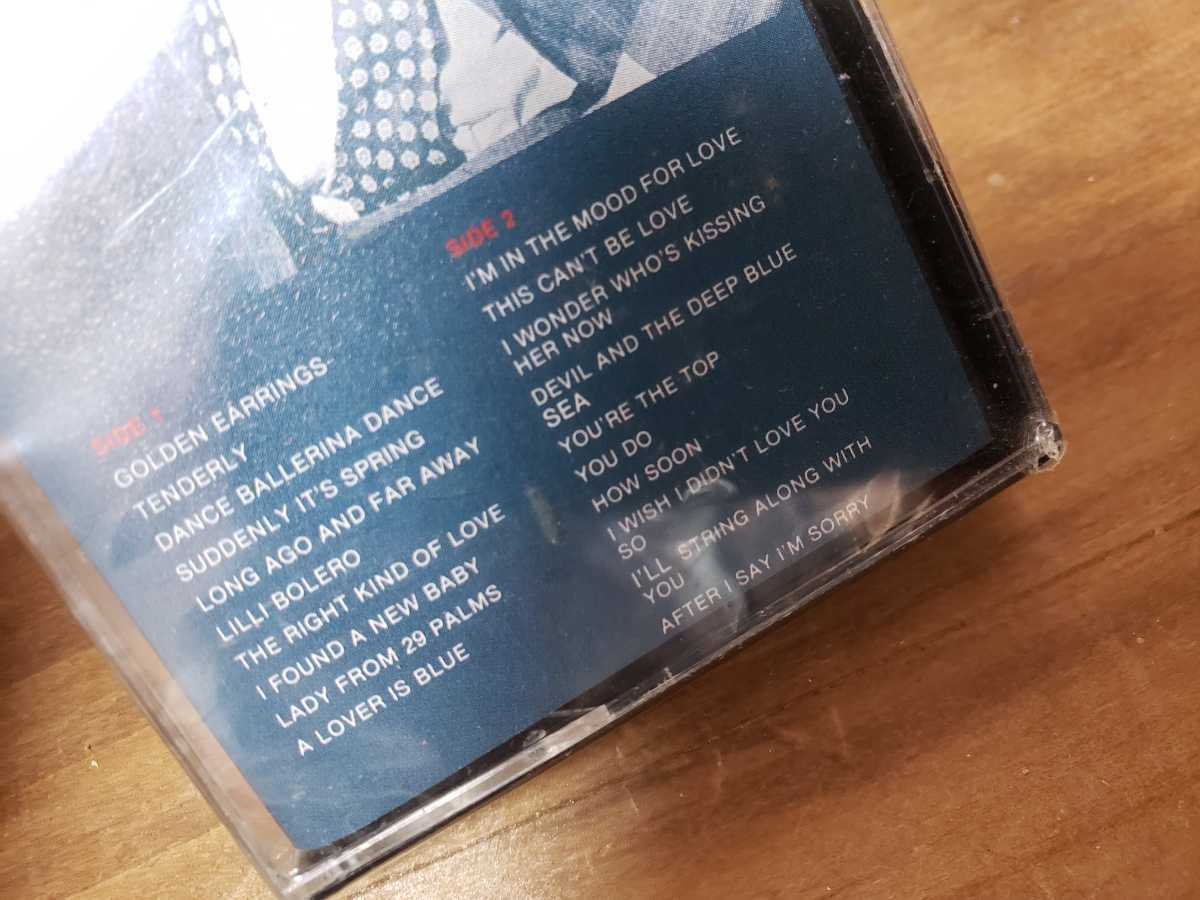 SIDE 1
GOLDEN EARRINGS-
TENDERLY
DANCE BALLERINA DANCE
SUDDENLY IT'S SPRING
LONG AGO AND FAR AWAY
LILLI-BOLERO
THE RIGHT KIND OF LOVE
I FOUND A NEW BABY
LADY FROM 29 PALMS
A LOVER IS BLUE
SIDE 2
I'M IN THE MOOD FOR LOVE
THIS CAN'T BE LOVE
I WONDER WHO'S KISSING
HER NOW
DEVIL AND THE DEEP BLUE
SEA
YOU'RE THE TOP
YOU DO
HOW SOON
I WISH I DIDN'T LOVE YOU
SO
I'LL STRING ALONG WITH
YOU
AFTER I SAY I'M SORRY